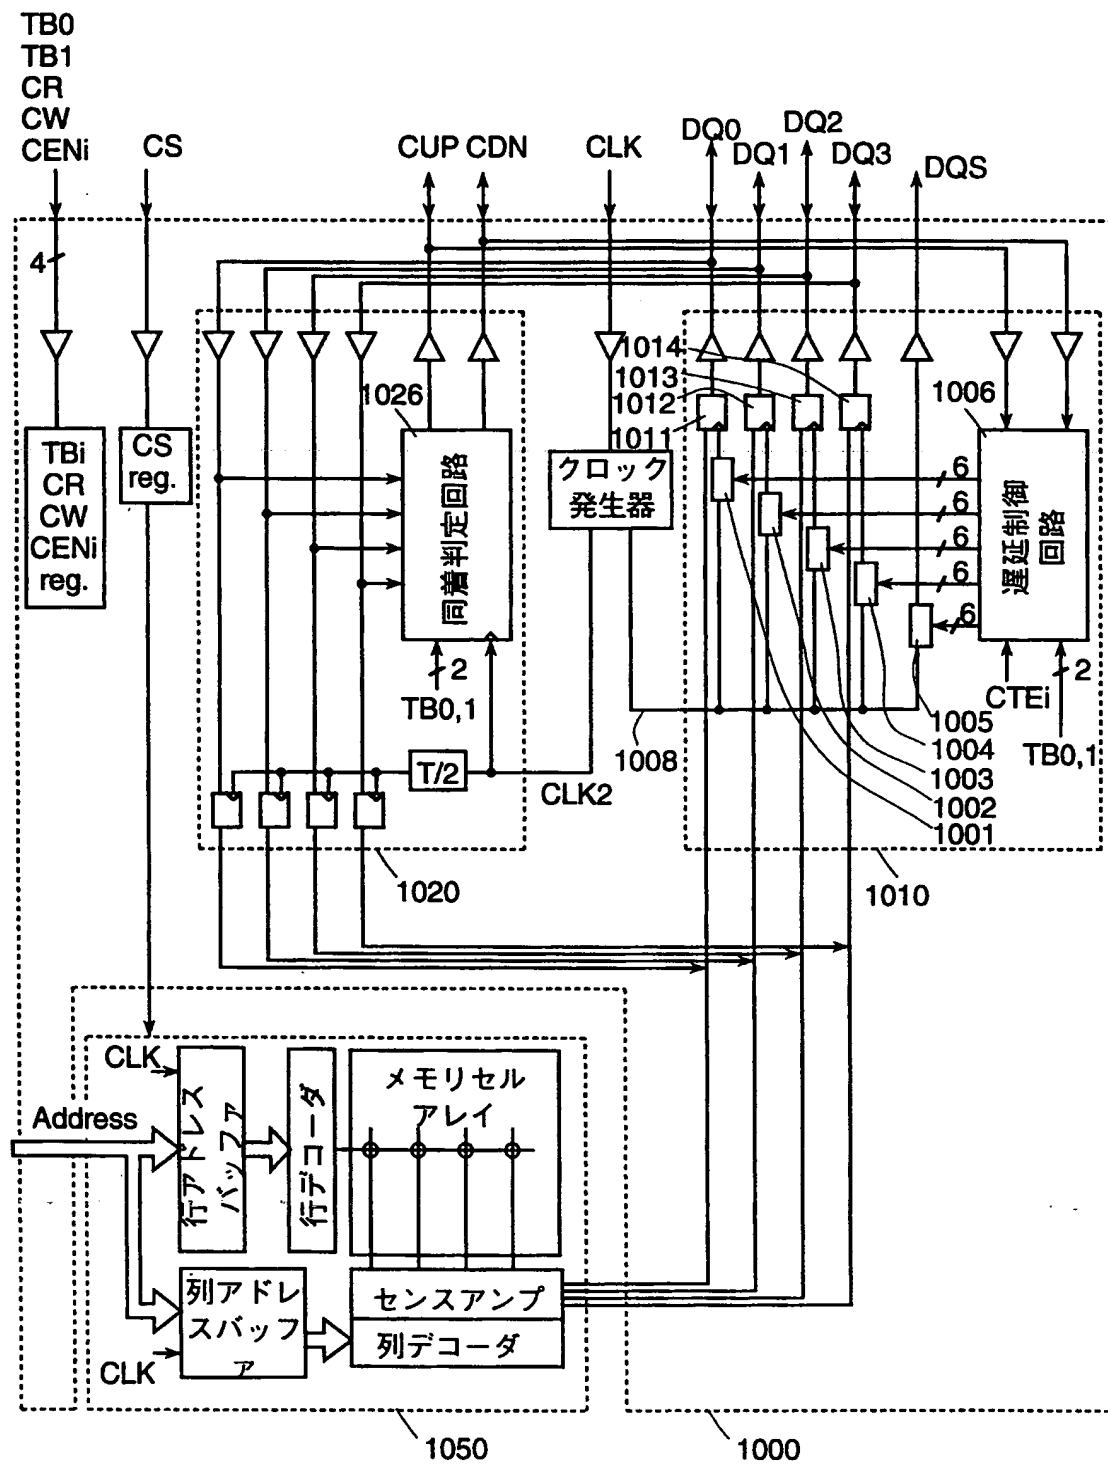 TB0
TB1
CR
CW
CENi
CS
CUP
CDN
CLK
DQ0
DQ1
DQ2
DQ3
DQS
4
TBi
CR
CW
CENi
reg.
CS
reg.
1026
同着判定回路
2
TB0,1
T/2
CLK2
1020
クロック
発生器
1014
1013
1012
1011
1006
遅延制御
回路
6
6
6
6
6
CTEi
2
TB0,1
1008
1005
1004
1003
1002
1001
1010
CLK
Address
行アドレス
バッファ
行デコーダ
メモリセル
アレイ
列アドレ
スバッフ
ァ
CLK
センスアンプ
列デコーダ
1050
1000